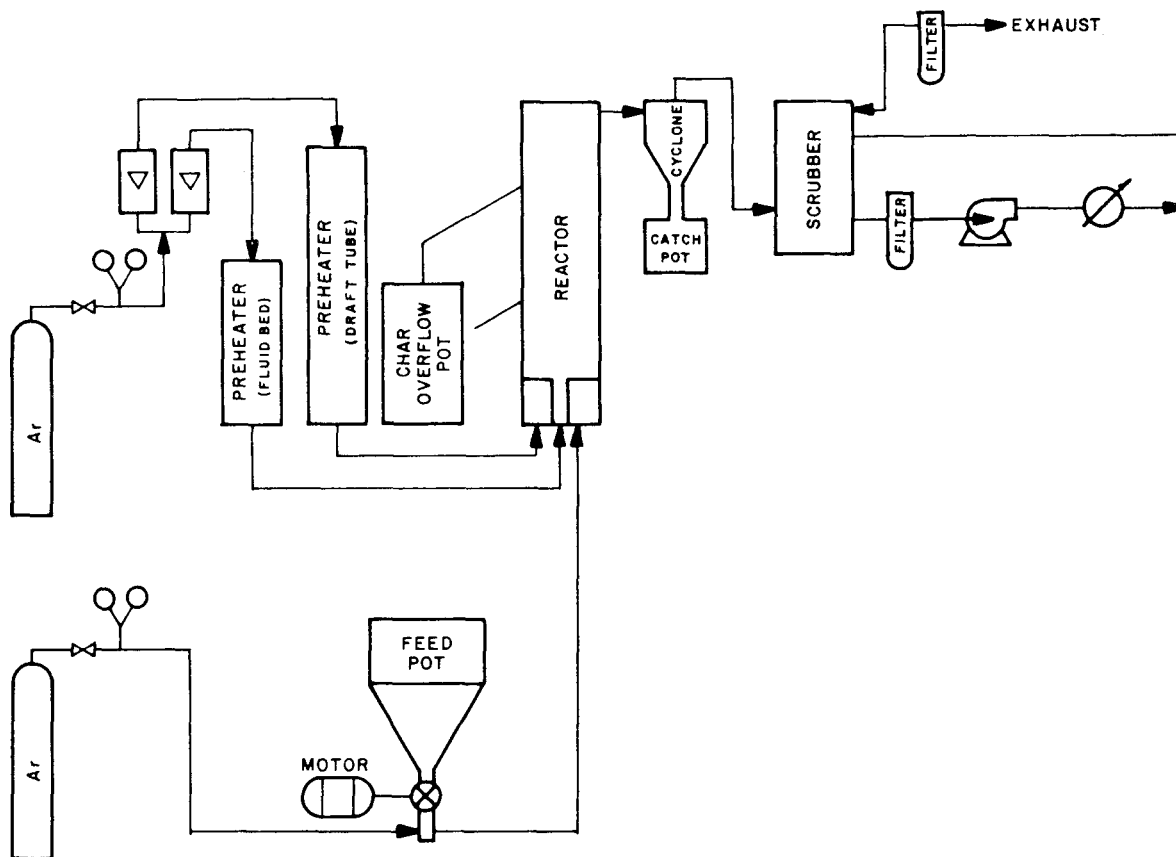 EXHAUST
FILTER
CYCLONE
CATCH
POT
SCRUBBER
FILTER
REACTOR
PREHEATER
(DRAFT TUBE)
PREHEATER
(FLUID BED)
CHAR
OVERFLOW
POT
Ar
FEED
POT
MOTOR
Ar